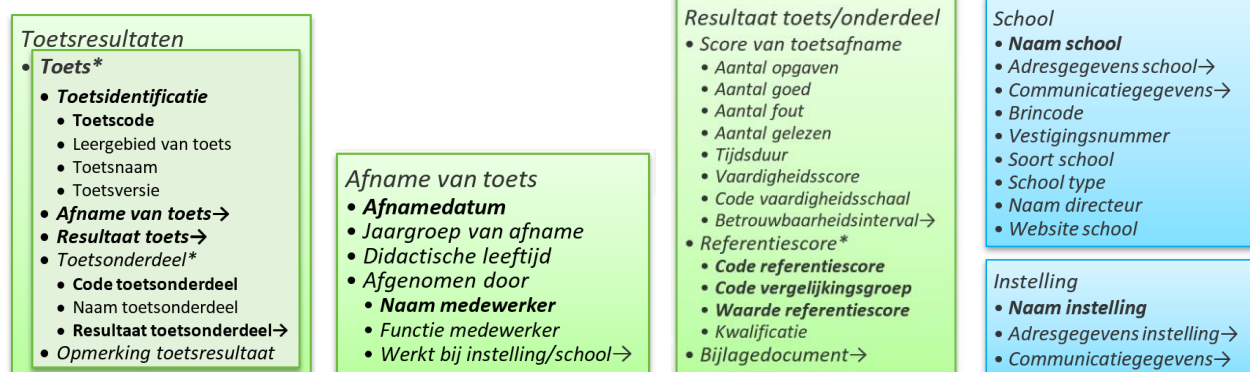 Toetsresultaten
• Toets*
• Toetsidentificatie
• Toetscode
• Leergebied van toets
• Toetsnaam
• Toetsversie
• Afname van toets→
• Resultaat toets→
• Toetsonderdeel*
• Code toetsonderdeel
• Naam toetsonderdeel
• Resultaat toetsonderdeel→
• Opmerking toetsresultaat
Afname van toets
• Afnamedatum
• Jaargroep van afname
• Didactische leeftijd
• Afgenomen door
• Naam medewerker
• Functie medewerker
• Werkt bij instelling/school→
Resultaat toets/onderdeel
• Score van toetsafname
• Aantal opgaven
• Aantal goed
• Aantal fout
• Aantal gelezen
• Tijdsduur
• Vaardigheidsscore
• Code vaardigheidsschaal
• Betrouwbaarheidsinterval→
• Referentiescore*
• Code referentiescore
• Code vergelijkingsgroep
• Waarde referentiescore
• Kwalificatie
• Bijlagedocument→
School
• Naam school
• Adresgegevens school→
• Communicatiegegevens→
• Brincode
• Vestigingsnummer
• Soort school
• School type
• Naam directeur
• Website school
Instelling
• Naam instelling
• Adresgegevens instelling→
• Communicatiegegevens→